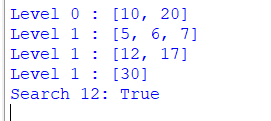 Level 0 : [10, 20]
Level 1 : [5, 6, 7]
Level 1 : [12, 17]
Level 1 : [30]
Search 12: True